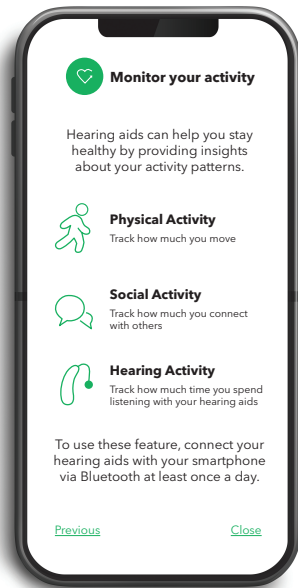 Monitor your activity
Hearing aids can help you stay
healthy by providing insights
about your activity patterns.
Physical Activity
Track how much you move
Social Activity
Track how much you connect
with others
Hearing Activity
Track how much time you spend
listening with your hearing aids
To use these feature, connect your
hearing aids with your smartphone
via Bluetooth at least once a day.
Previous
Close